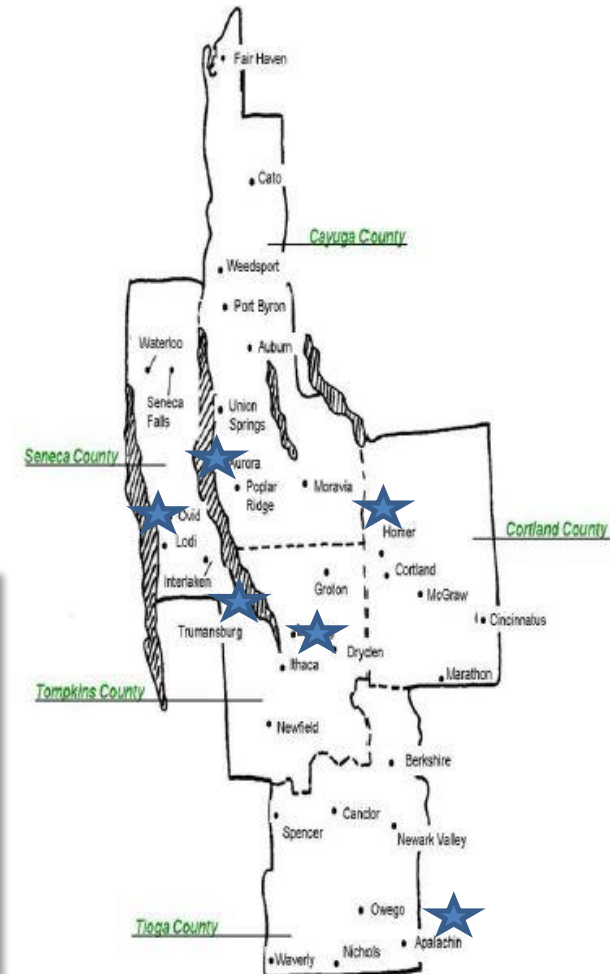 Fair Haven
Cato
Cayuga County
Weedsport
Port Byron
Waterloo
Auburn
Seneca
Falls
Union
Springs
Seneca County
Aurora
Poplar
Ridge
Moravia
Ovid
Homer
Lodi
Cortland County
Interlaken
Groton
Cortland
McGraw
Cincinnatus
Trumansburg
Dryden
Ithaca
Marathon
Tompkins County
Newfield
Berkshire
Candor
Spencer
Newark Valley
Owego
Tioga County
Apalachin
Nichols
Waverly